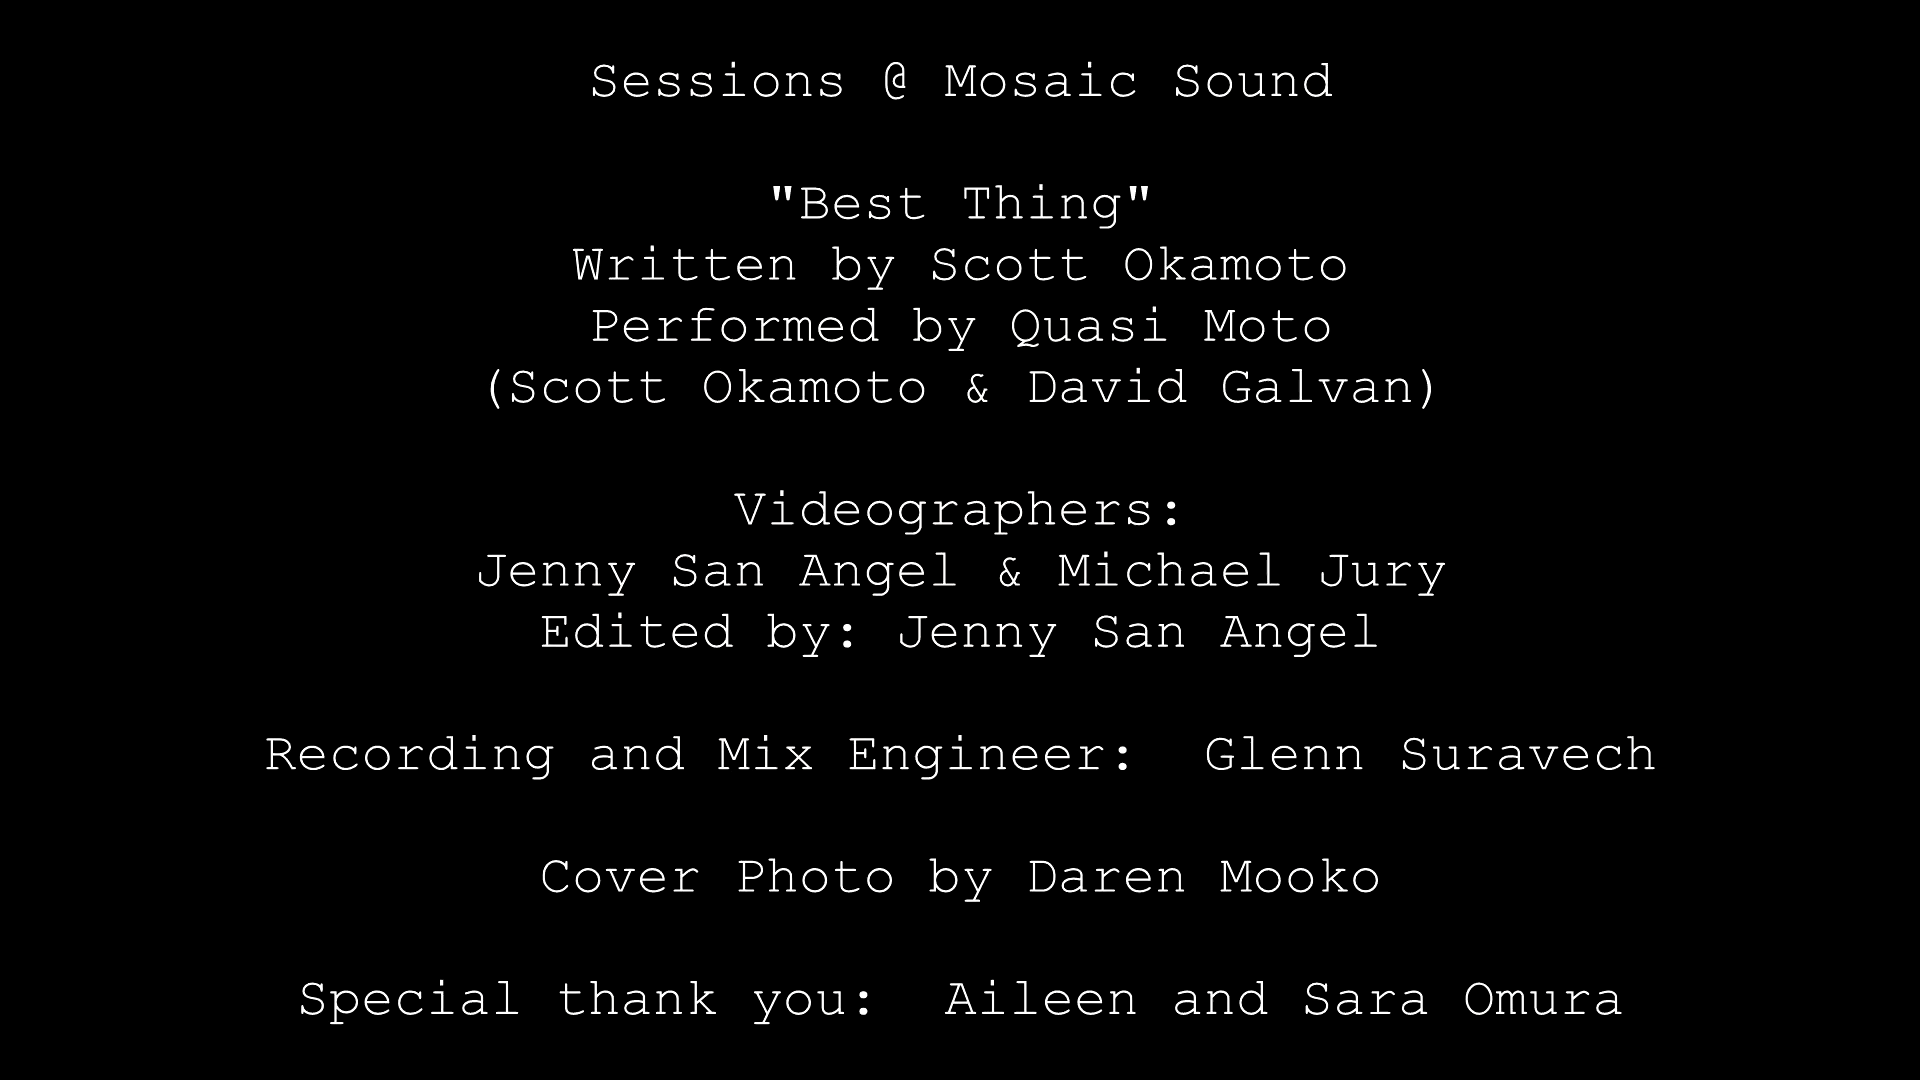 Sessions @ Mosaic Sound
"Best Thing"
Written by Scott Okamoto
Performed by Quasi Moto
(Scott Okamoto & David Galvan)
Videographers:
Jenny San Angel & Michael Jury
Edited by: Jenny San Angel
Recording and Mix Engineer:  Glenn Suravech
Cover Photo by Daren Mooko
Special thank you:  Aileen and Sara Omura